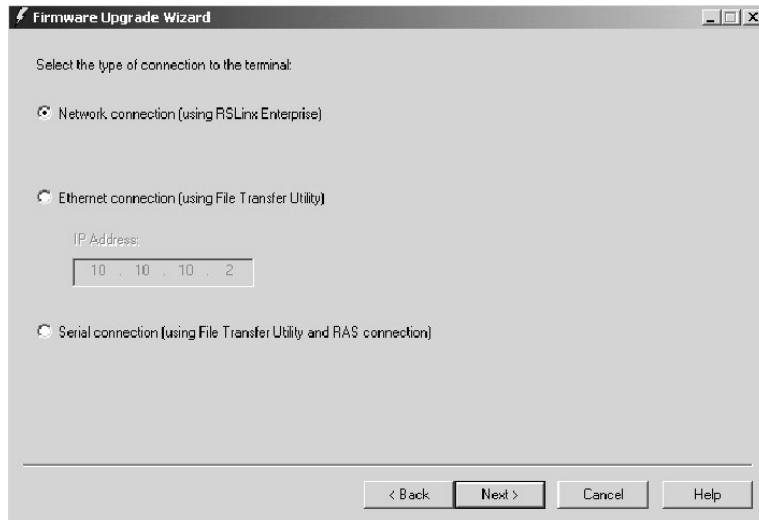 Firmware Upgrade Wizard
Select the type of connection to the terminal:
Network connection (using RSLinx Enterprise)
Ethernet connection (using File Transfer Utility)
IP Address:
10 . 10 . 10 . 2
Serial connection (using File Transfer Utility and RAS connection)
< Back Next > Cancel Help